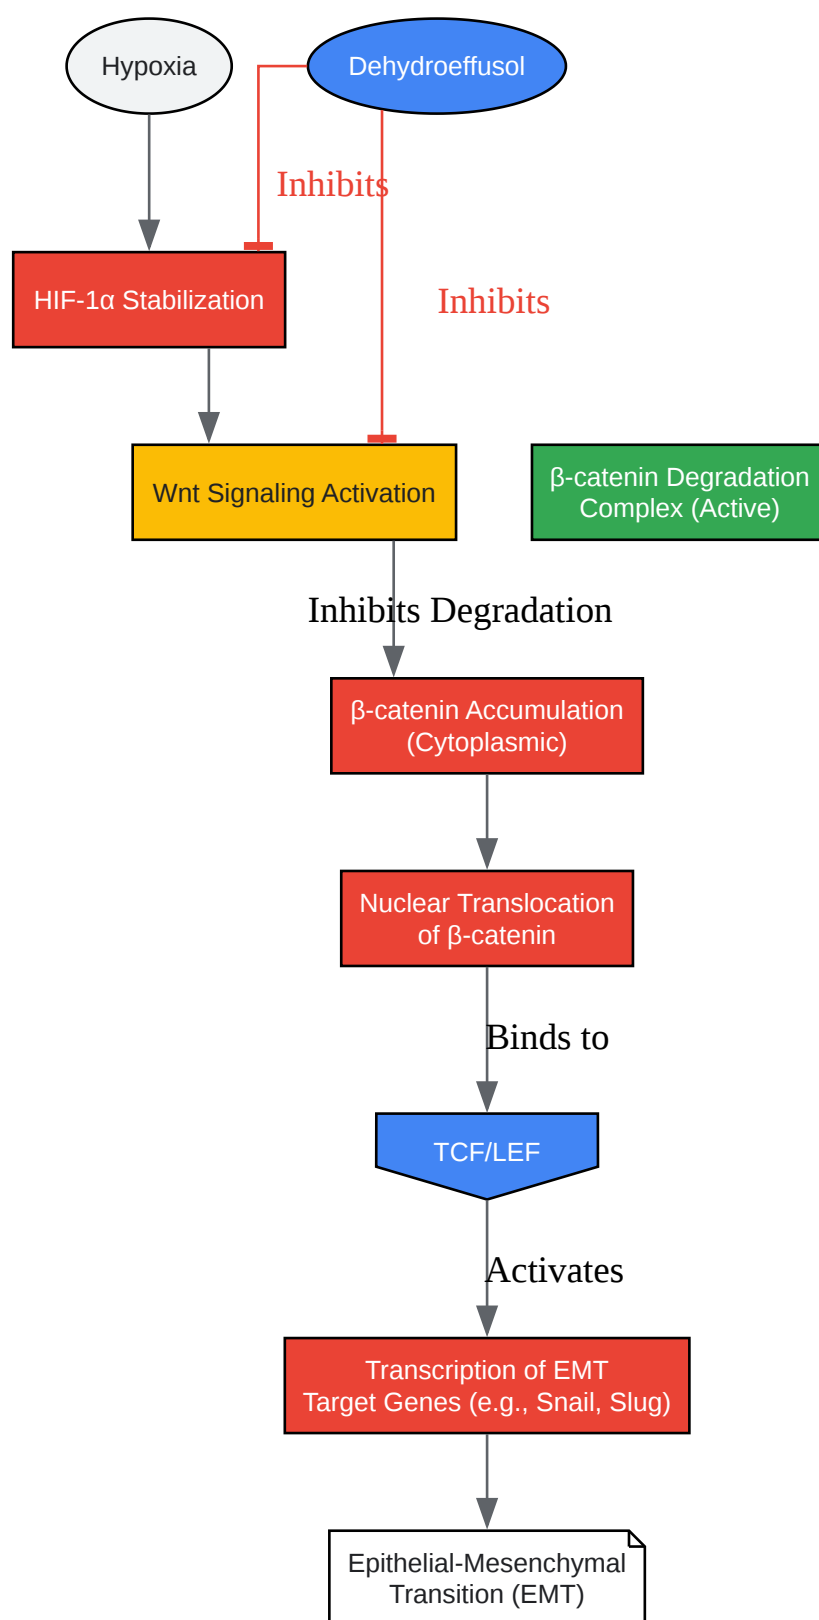 Hypoxia
Dehydroeffusol
Inhibits
HIF-1α Stabilization
Inhibits
Wnt Signaling Activation
β-catenin Degradation
Complex (Active)
Inhibits Degradation
β-catenin Accumulation
(Cytoplasmic)
Nuclear Translocation
of β-catenin
Binds to
TCF/LEF
Activates
Transcription of EMT
Target Genes (e.g., Snail, Slug)
Epithelial-Mesenchymal
Transition (EMT)